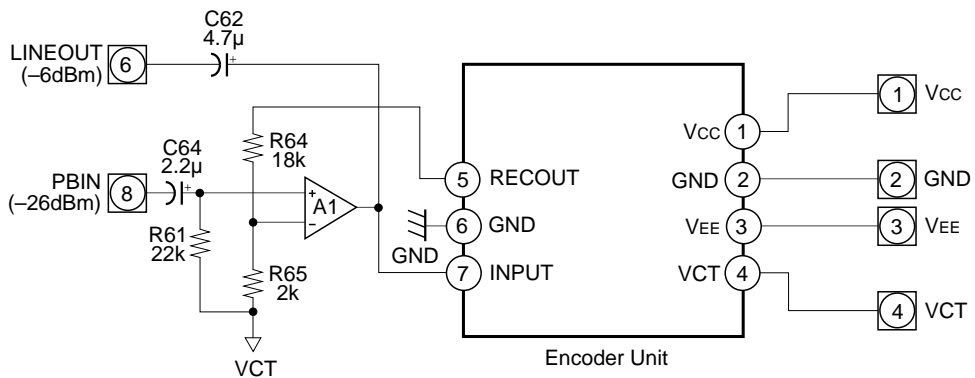 C62
4.7μ
LINEOUT
(–6dBm)
6
+
R64
18k
C64
2.2μ
PBIN
(–26dBm)
8
+
R61
22k
+
–
A1
R65
2k
VCT
5
RECOUT
6
GND
GND
7
INPUT
VCC
1
GND
2
VEE
3
VCT
4
Encoder Unit
1
VCC
2
GND
3
VEE
4
VCT